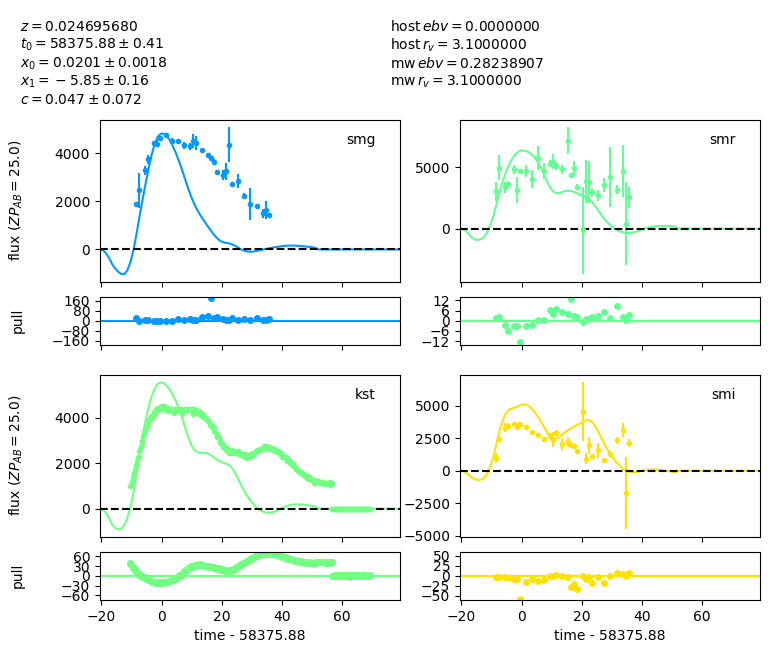 z = 0.024695680
t₀ = 58375.88 ± 0.41
x₀ = 0.0201 ± 0.0018
x₁ = −5.85 ± 0.16
c = 0.047 ± 0.072
host ebv = 0.0000000
host r_v = 3.1000000
mw ebv = 0.28238907
mw r_v = 3.1000000
flux (ZP_AB = 25.0)
4000
2000
0
smg
5000
0
smr
pull
160
80
0
−80
−160
12
6
0
−6
−12
flux (ZP_AB = 25.0)
4000
2000
0
kst
5000
2500
0
−2500
−5000
smi
pull
60
30
0
−30
−60
50
25
0
−25
−50
−20 0 20 40 60
−20 0 20 40 60
time - 58375.88
time - 58375.88